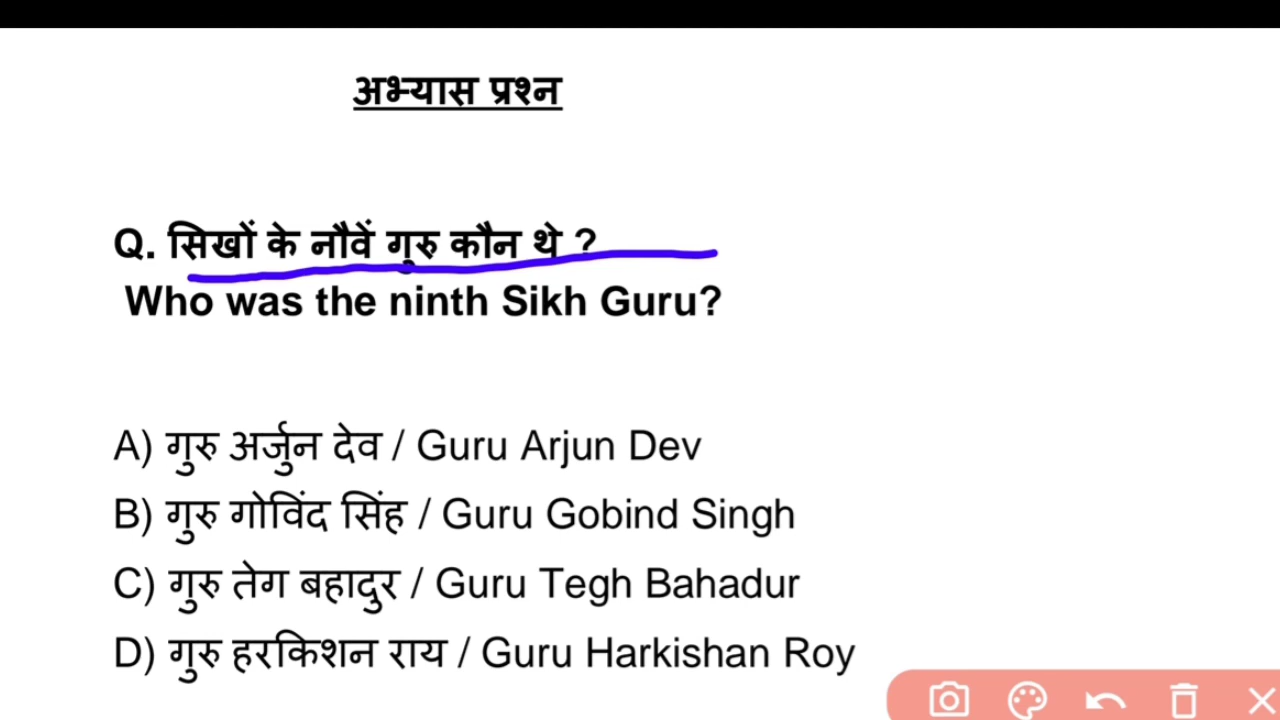 अभ्यास प्रश्न
Q. सिखों के नौवें गुरु कौन थे ?
Who was the ninth Sikh Guru?
A) गुरु अर्जुन देव / Guru Arjun Dev
B) गुरु गोविंद सिंह / Guru Gobind Singh
C) गुरु तेग बहादुर / Guru Tegh Bahadur
D) गुरु हरकिशन राय / Guru Harkishan Roy